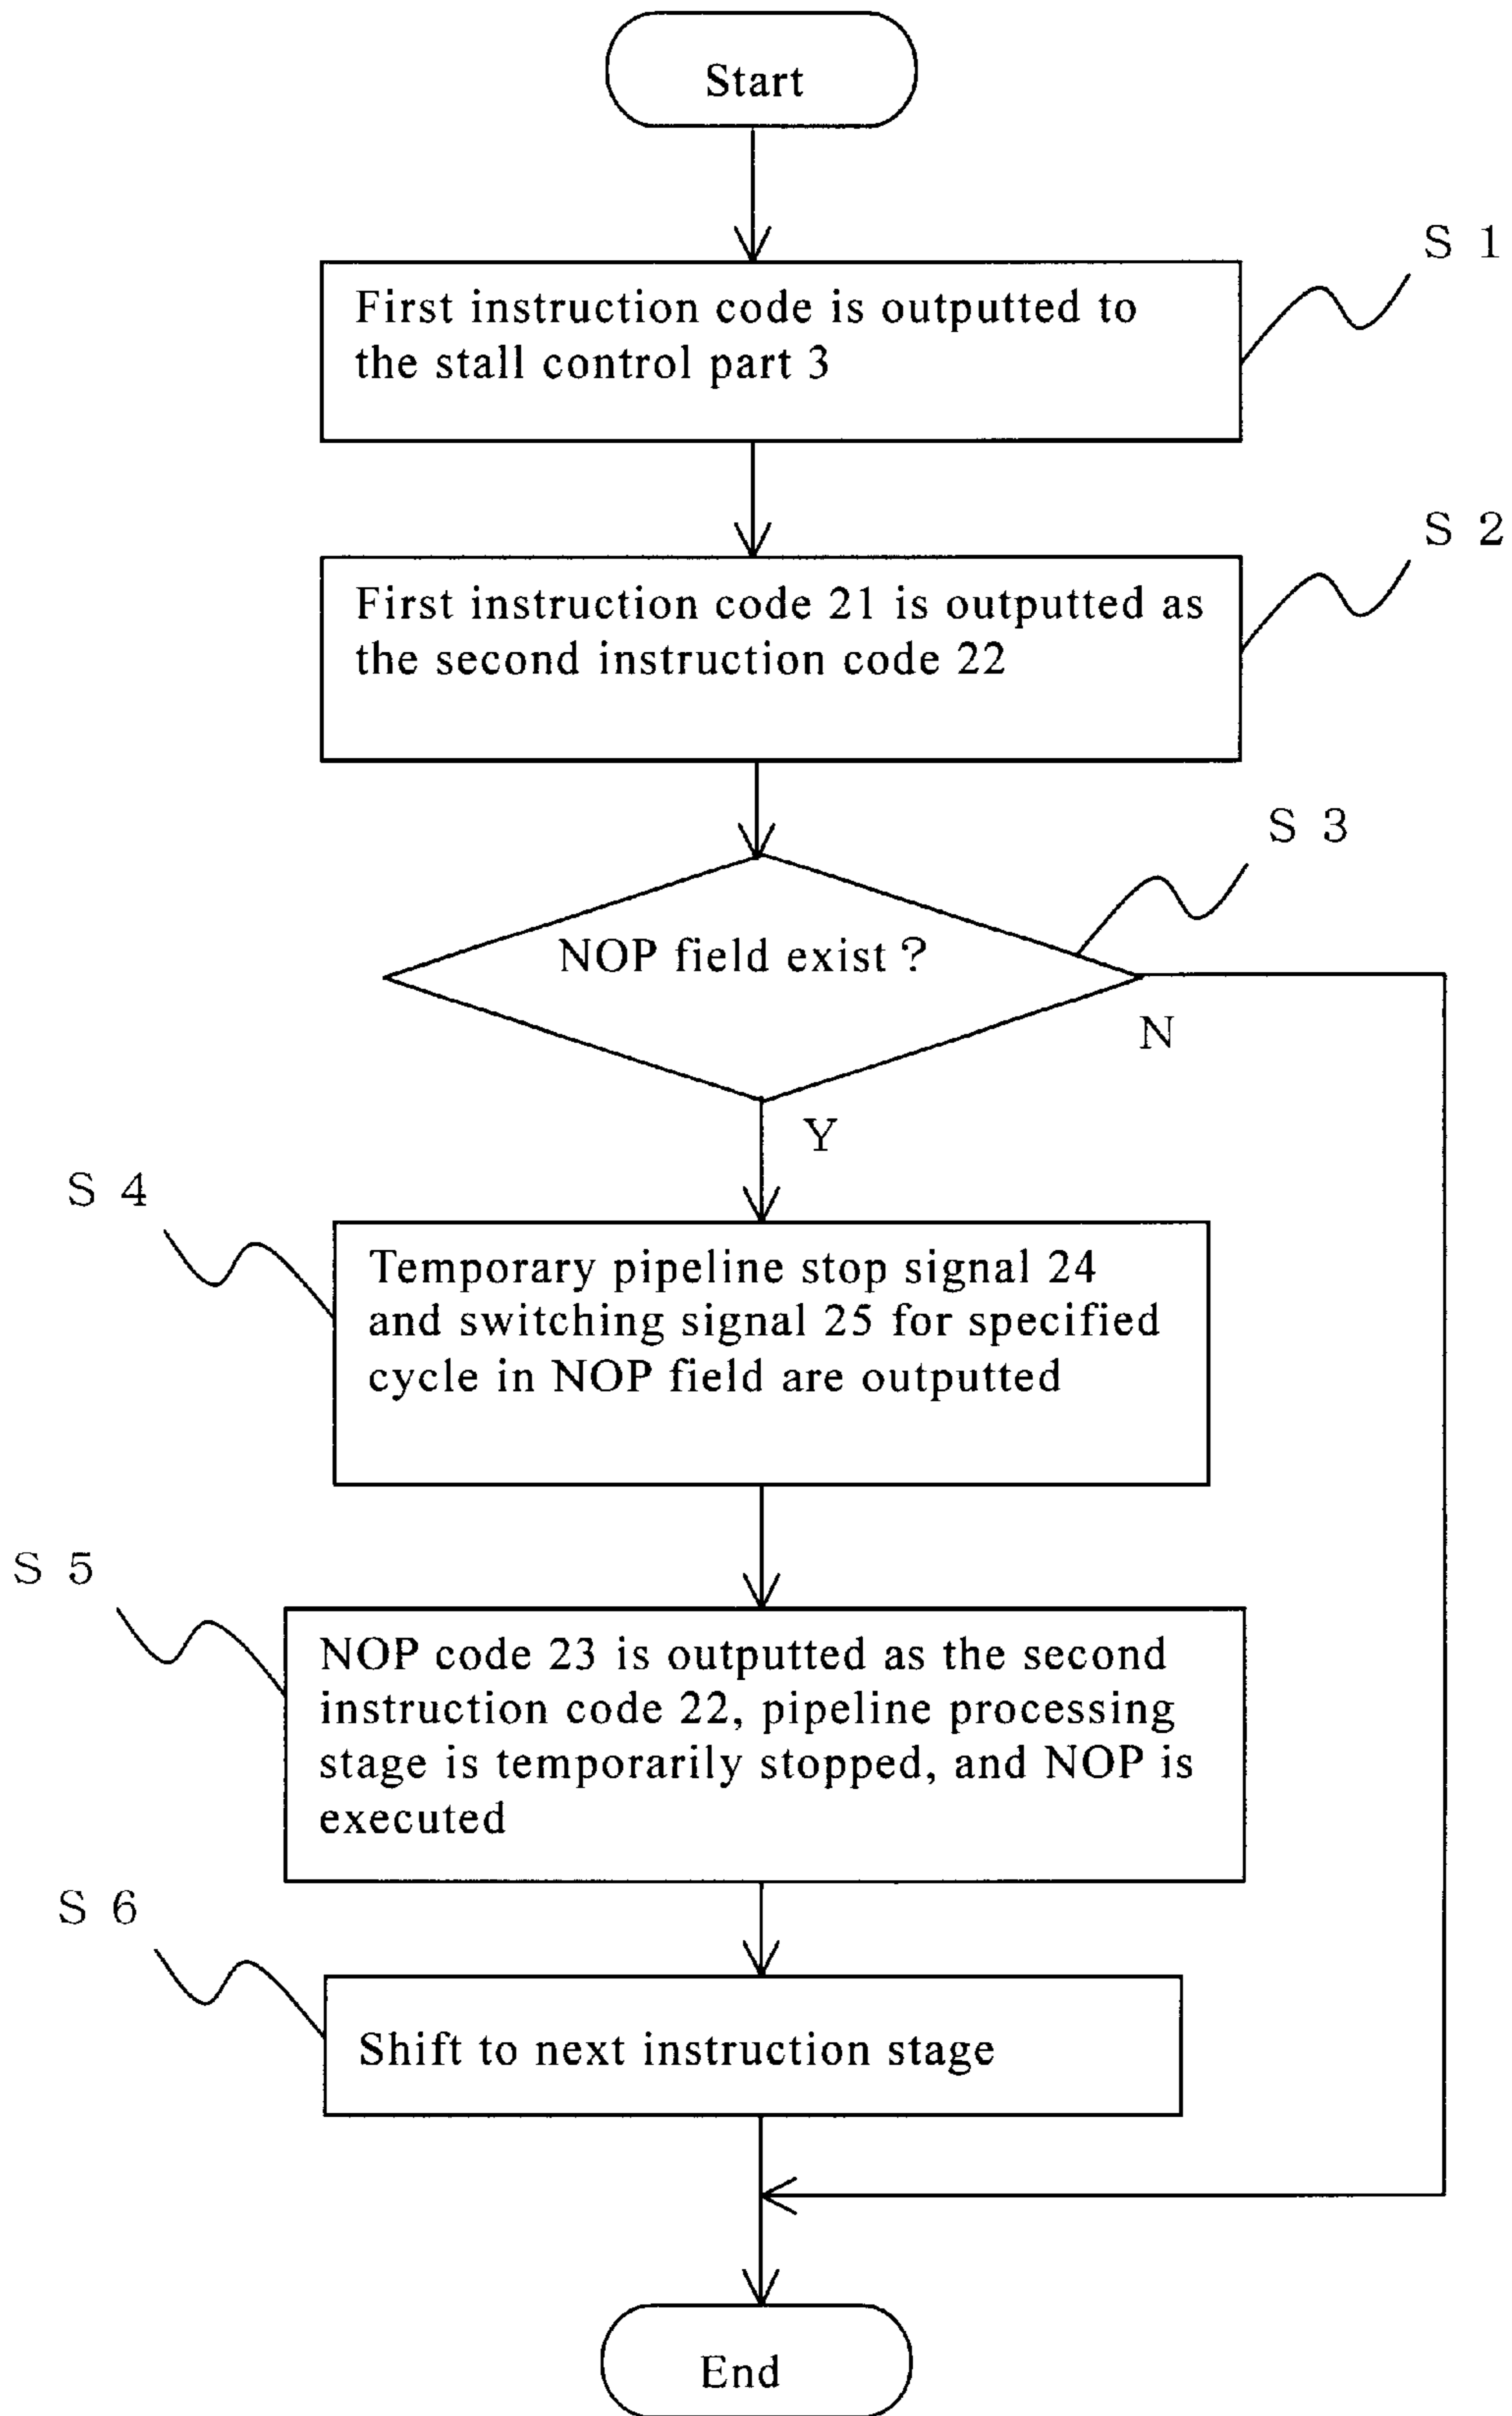 Start
S 1
First instruction code is outputted to
the stall control part 3
S 2
First instruction code 21 is outputted as
the second instruction code 22
S 3
NOP field exist ?
N
Y
S 4
Temporary pipeline stop signal 24
and switching signal 25 for specified
cycle in NOP field are outputted
S 5
NOP code 23 is outputted as the second
instruction code 22, pipeline processing
stage is temporarily stopped, and NOP is
executed
S 6
Shift to next instruction stage
End